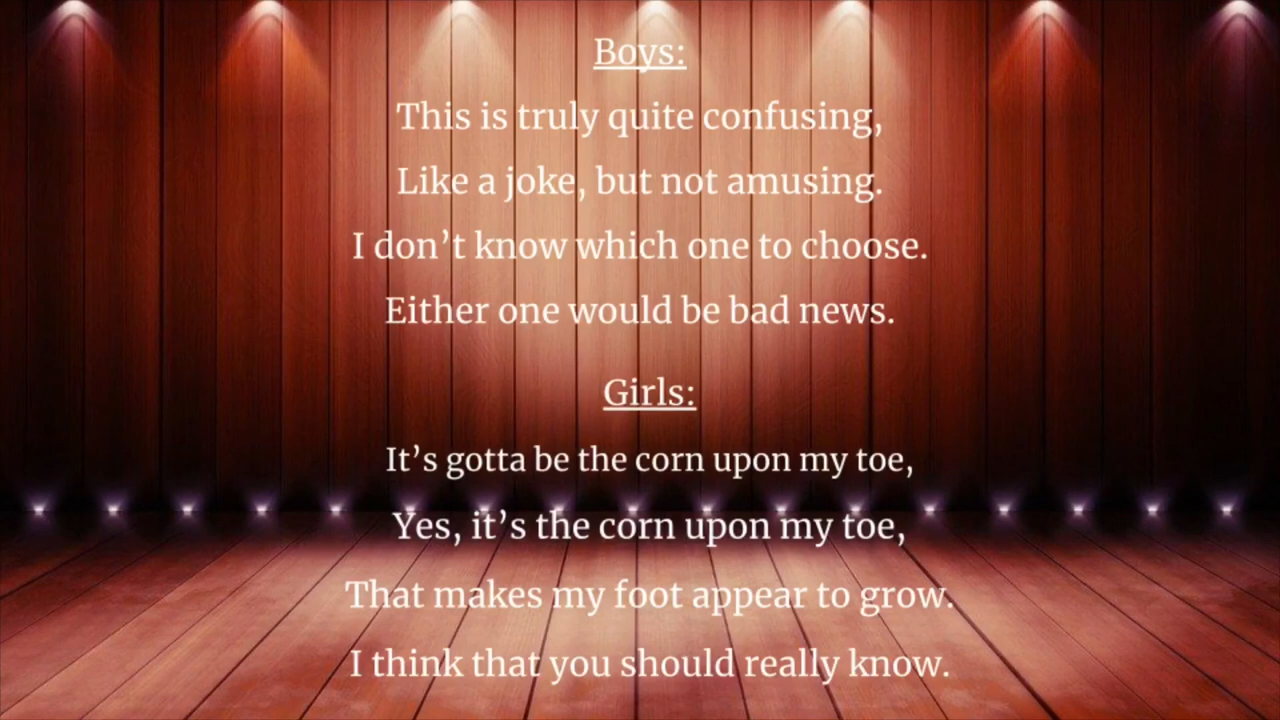 Boys:
This is truly quite confusing,
Like a joke, but not amusing.
I don’t know which one to choose.
Either one would be bad news.
Girls:
It’s gotta be the corn upon my toe,
Yes, it’s the corn upon my toe,
That makes my foot appear to grow.
I think that you should really know.